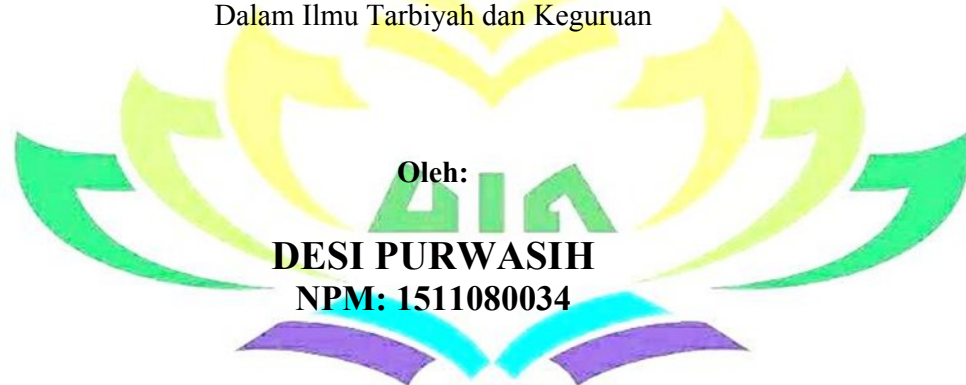 Dalam Ilmu Tarbiyah dan Keguruan
Oleh:
DESI PURWASIH
NPM: 1511080034